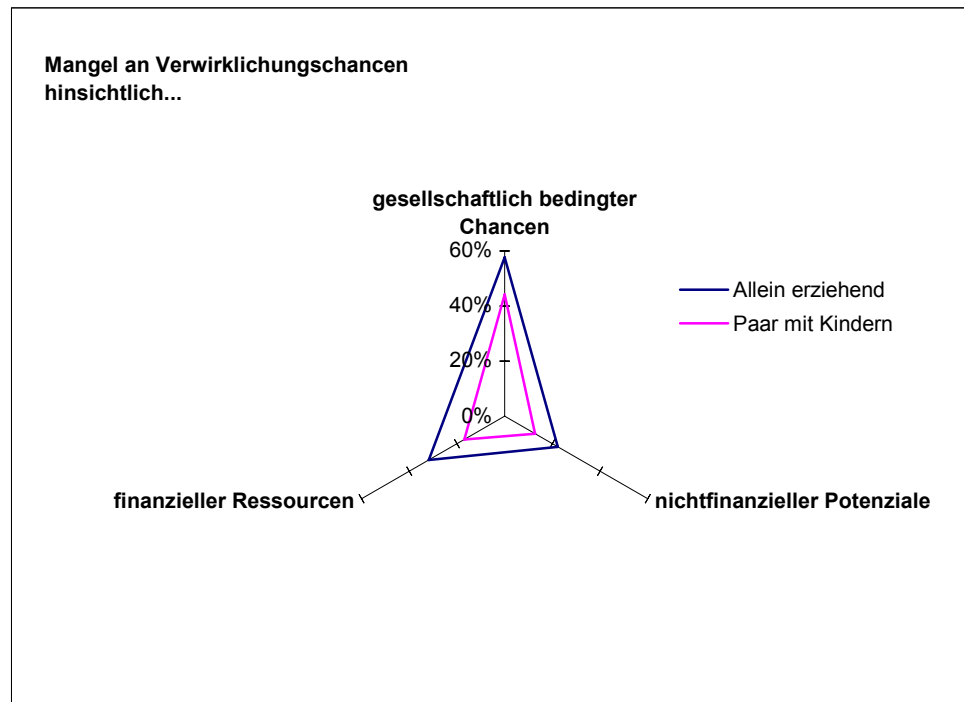 Mangel an Verwirklichungschancen
hinsichtlich...
gesellschaftlich bedingter
Chancen
60%
40%
20%
0%
Allein erziehend
Paar mit Kindern
finanzieller Ressourcen
nichtfinanzieller Potenziale